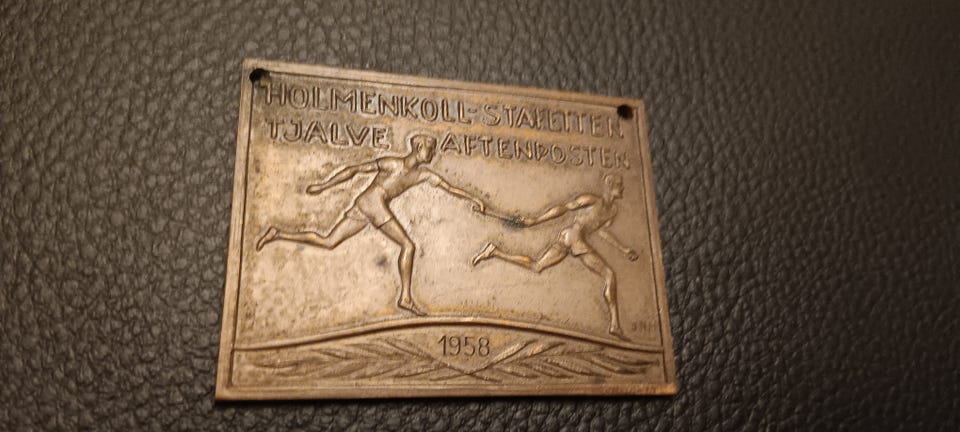 HOLMENKOLL-STAFETTEN
TJALVE AFTENPOSTEN
1958